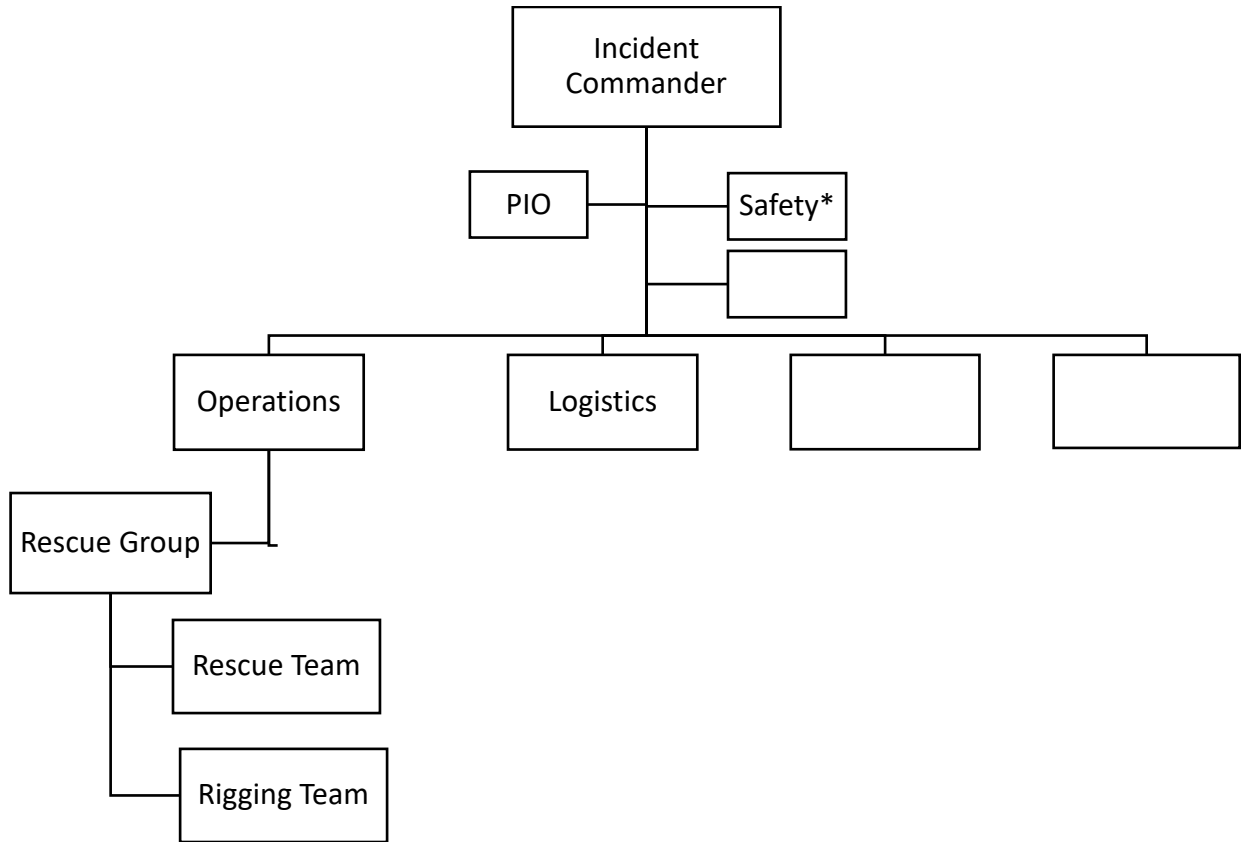 Incident
Commander
PIO
Safety*
Operations
Logistics
Rescue Group
Rescue Team
Rigging Team